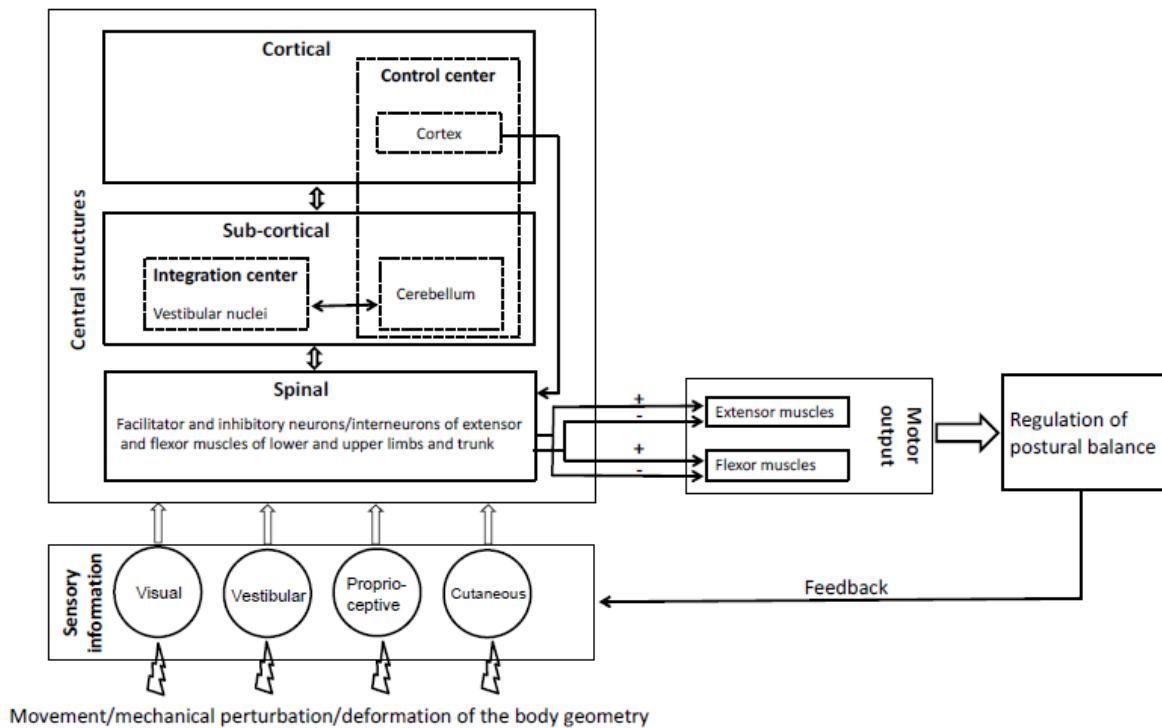 Central structures
Cortical
Control center
Cortex
Sub-cortical
Integration center
Vestibular nuclei
Cerebellum
Spinal
Facilitator and inhibitory neurons/interneurons of extensor
and flexor muscles of lower and upper limbs and trunk
+
-
+
-
Extensor muscles
Flexor muscles
Motor
output
Regulation of
postural balance
Feedback
Sensory
information
Visual
Vestibular
Proprio-
ceptive
Cutaneous
Movement/mechanical perturbation/deformation of the body geometry